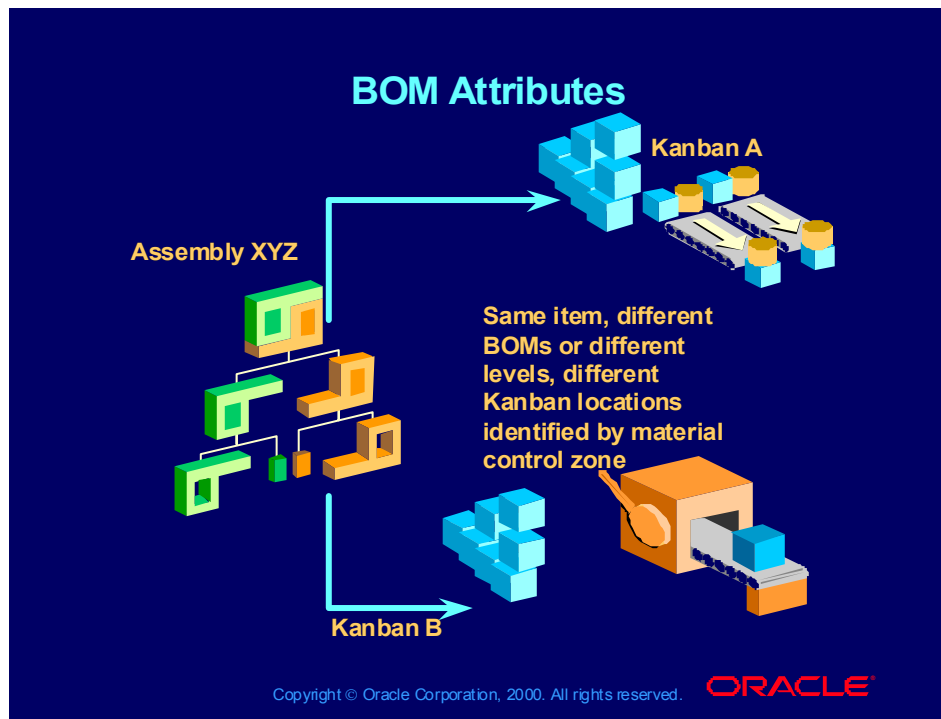 BOM Attributes
Kanban A
Assembly XYZ
Same item, different
BOMs or different
levels, different
Kanban locations
identified by material
control zone
Kanban B
Copyright © Oracle Corporation, 2000. All rights reserved.
ORACLE®